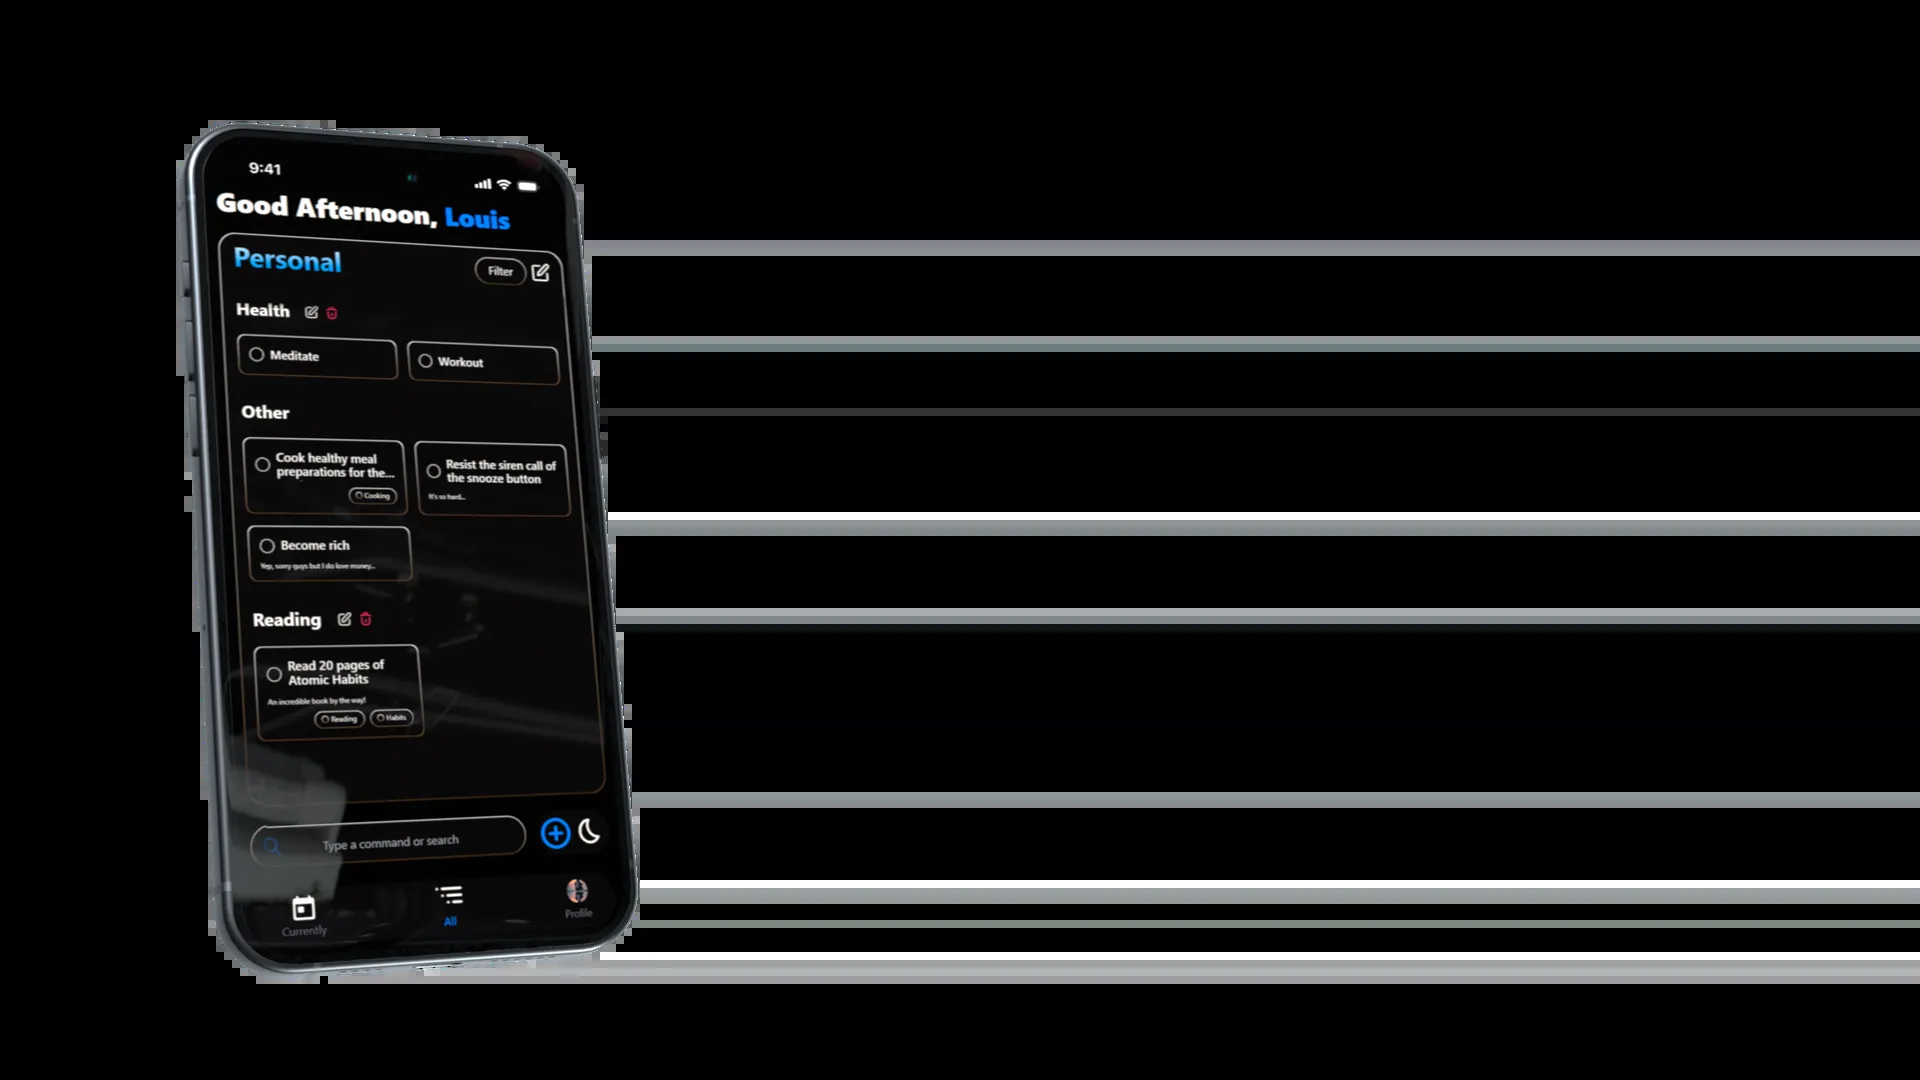 9:41
Good Afternoon, Louis
Personal
Filter
Health
Meditate
Workout
Other
Cook healthy meal
preparations for the...
Cooking
Resist the siren call of
the snooze button
It's so hard...
Become rich
Yep, sorry guys but I do love money...
Reading
Read 20 pages of
Atomic Habits
An incredible book by the way!
Reading
Habits
Type a command or search
Currently
All
Profile